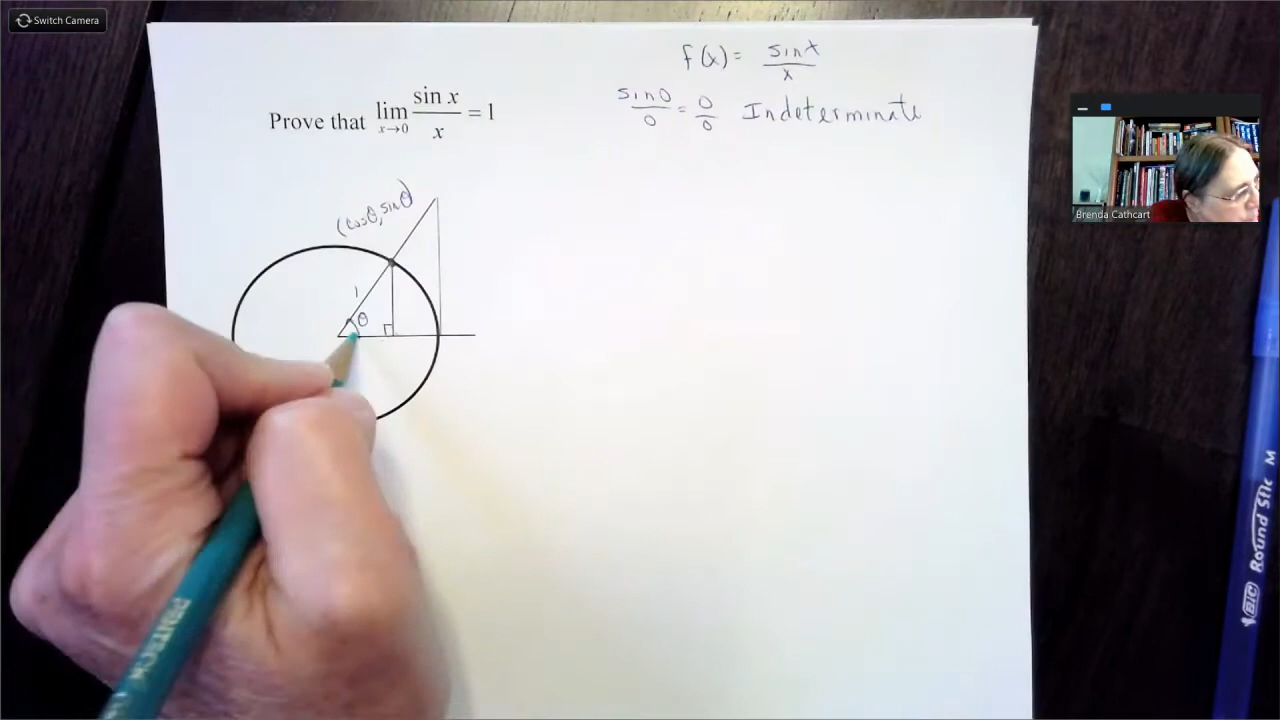 Switch Camera
f(x) = sin x / x
sin 0 / 0 = 0 / 0 Indeterminate
Prove that lim x→0 sin x / x = 1
(cos θ, sin θ)
1
θ
Brenda Cathcart
BIC Round Stic M